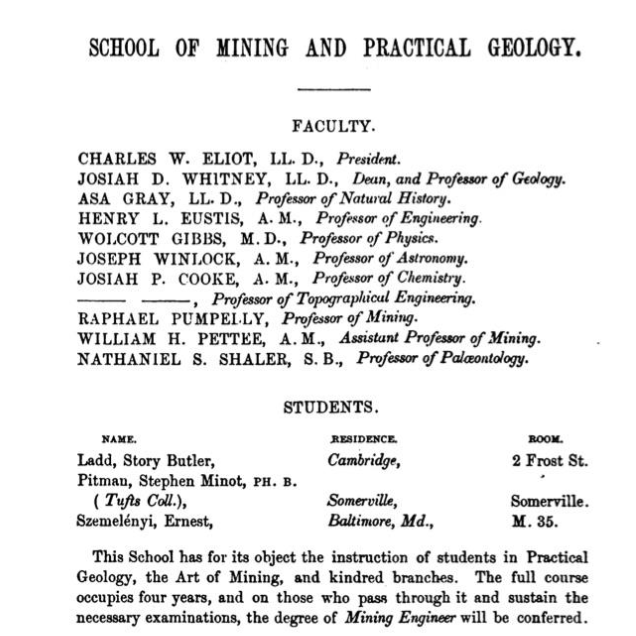 SCHOOL OF MINING AND PRACTICAL GEOLOGY.
FACULTY.
CHARLES W. ELIOT, LL. D., President.
JOSIAH D. WHITNEY, LL. D., Dean, and Professor of Geology.
ASA GRAY, LL. D., Professor of Natural History.
HENRY L. EUSTIS, A. M., Professor of Engineering.
WOLCOTT GIBBS, M. D., Professor of Physics.
JOSEPH WINLOCK, A. M., Professor of Astronomy.
JOSIAH P. COOKE, A. M., Professor of Chemistry.
—— ——, Professor of Topographical Engineering.
RAPHAEL PUMPELLY, Professor of Mining.
WILLIAM H. PETTEE, A. M., Assistant Professor of Mining.
NATHANIEL S. SHALER, S. B., Professor of Palæontology.
STUDENTS.
NAME. RESIDENCE. ROOM.
Ladd, Story Butler, Cambridge, 2 Frost St.
Pitman, Stephen Minot, PH. B.
( Tufts Coll.), Somerville, Somerville.
Szemelényi, Ernest, Baltimore, Md., M. 35.
This School has for its object the instruction of students in Practical
Geology, the Art of Mining, and kindred branches. The full course
occupies four years, and on those who pass through it and sustain the
necessary examinations, the degree of Mining Engineer will be conferred.